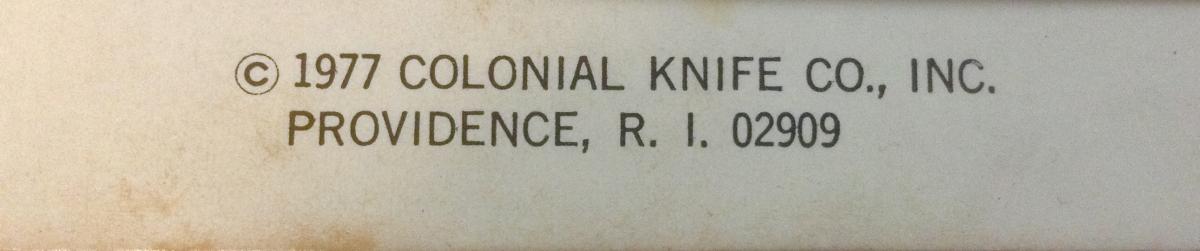 © 1977 COLONIAL KNIFE CO., INC.
PROVIDENCE, R. I. 02909